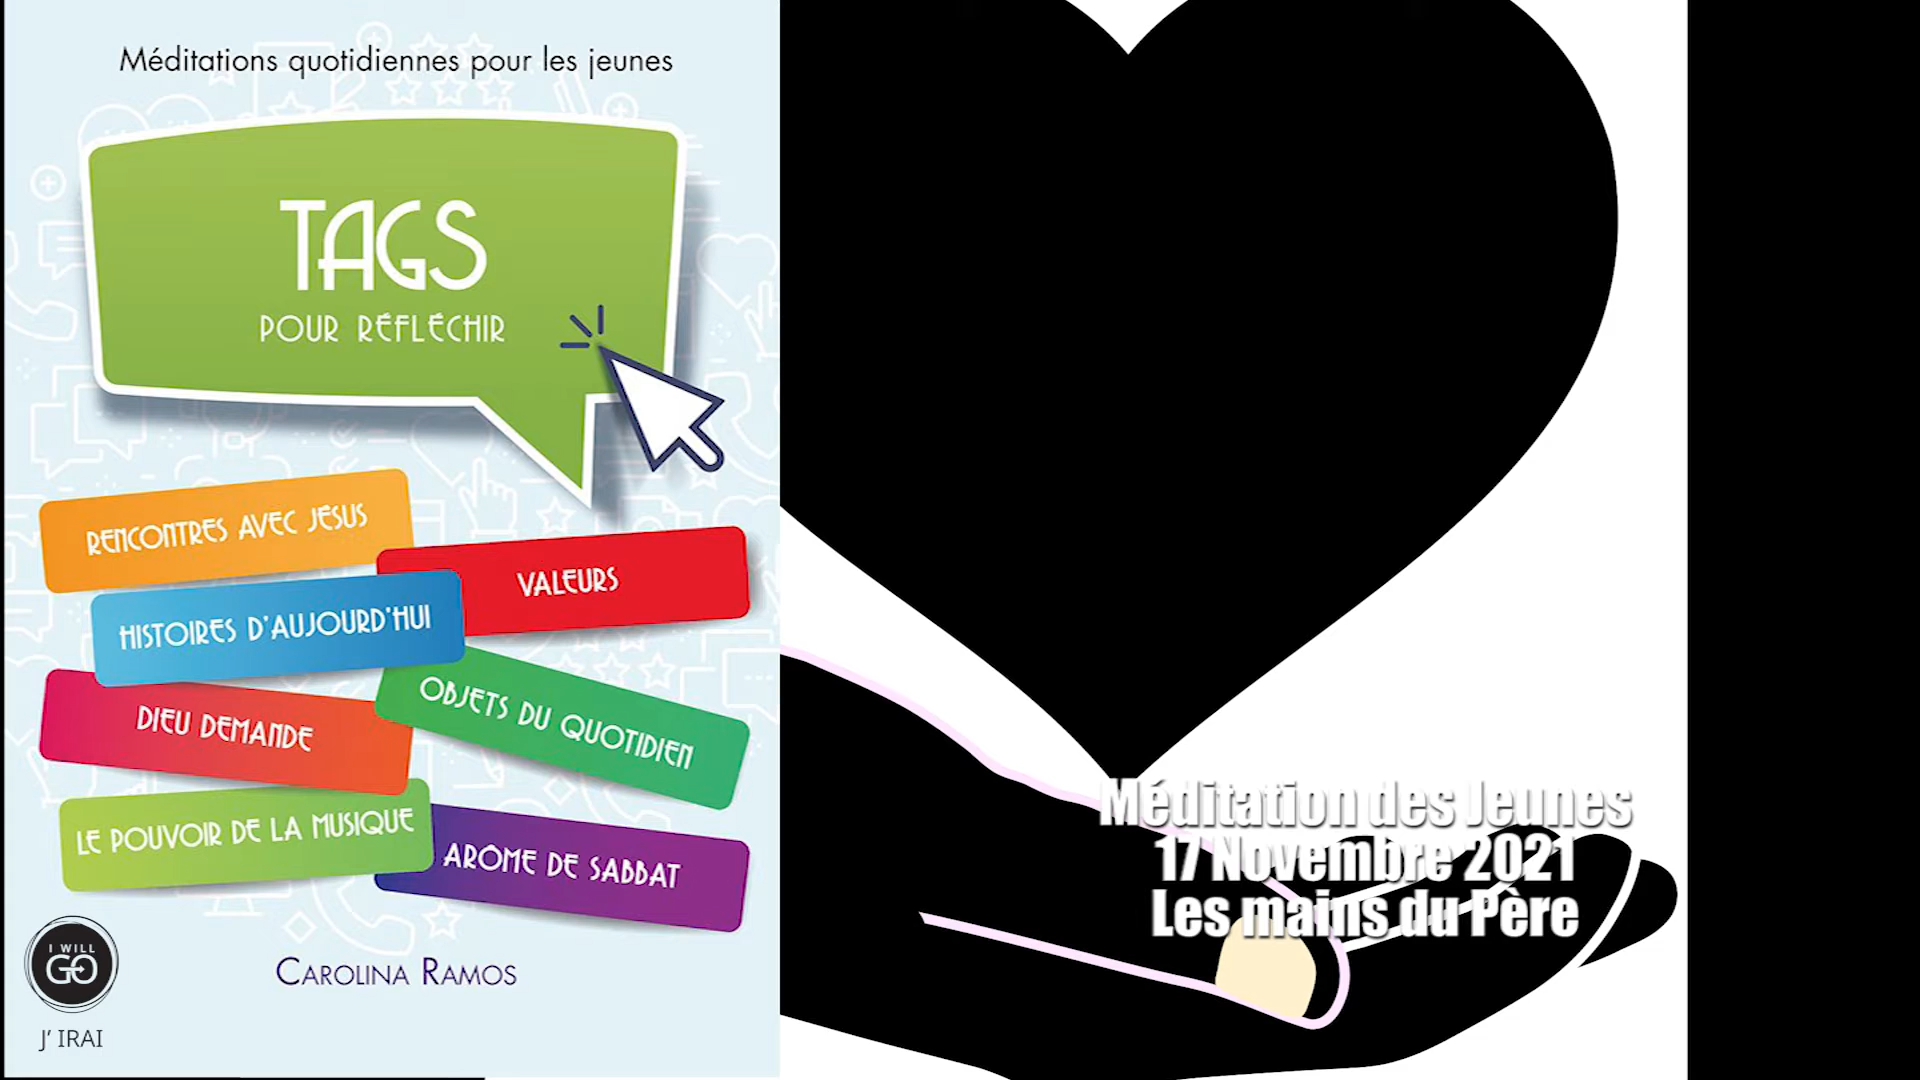 Méditations quotidiennes pour les jeunes
TAGS
POUR RÉFLÉCHIR
RENCONTRES AVEC JÉSUS
VALEURS
HISTOIRES D'AUJOURD'HUI
OBJETS DU QUOTIDIEN
DIEU DEMANDE
LE POUVOIR DE LA MUSIQUE
ARÔME DE SABBAT
I WILL
GO
J' IRAI
CAROLINA RAMOS
Méditation des Jeunes
17 Novembre 2021
Les mains du Père